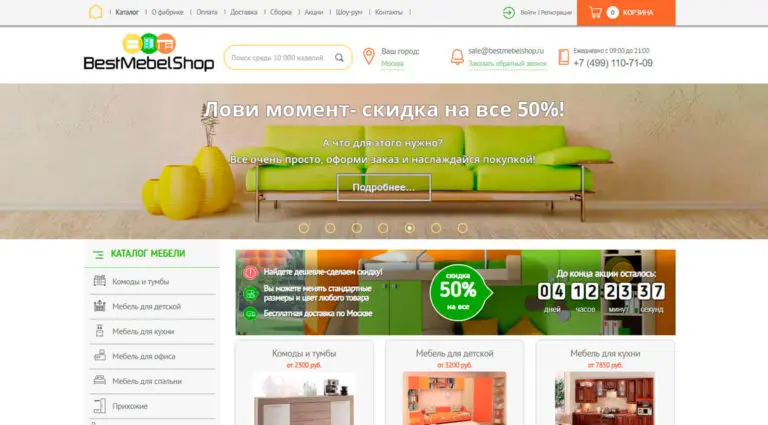 Каталог О фабрике Оплата Доставка Сборка Акции Шоу-рум Контакты Войти | Регистрация 0 КОРЗИНА
BestMebelShop
Поиск среди 10 000 изделий
Ваш город:
Москва
sale@bestmebelshop.ru
Заказать обратный звонок
Ежедневно с 09:00 до 21:00
+7 (499) 110-71-09
Лови момент- скидка на все 50%!
А что для этого нужно?
Все очень просто, оформи заказ и наслаждайся покупкой!
Подробнее...
КАТАЛОГ МЕБЕЛИ
Комоды и тумбы
Мебель для детской
Мебель для кухни
Мебель для офиса
Мебель для спальни
Прихожие
Найдете дешевле-сделаем скидку!
Вы можете менять стандартные
размеры и цвет любого товара
Бесплатная доставка по Москве
скидка
50%
на все
До конца акции осталось:
04 12 23 37
дней часов минут секунд
Комоды и тумбы
от 2300 руб.
Мебель для детской
от 3200 руб.
Мебель для кухни
от 7850 руб.